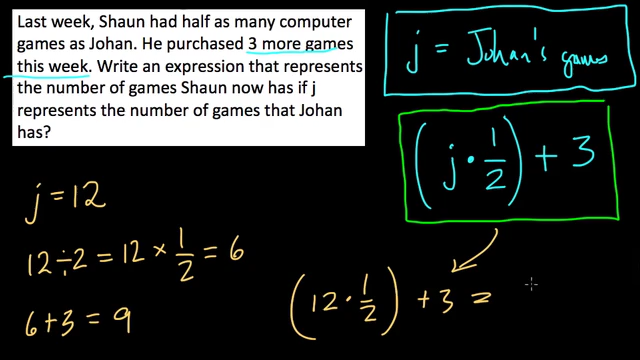 Last week, Shaun had half as many computer
games as Johan. He purchased 3 more games
this week. Write an expression that represents
the number of games Shaun now has if j
represents the number of games that Johan
has?
j = Johan's games
(j · 1/2) + 3
j = 12
12 ÷ 2 = 12 × 1/2 = 6
6 + 3 = 9
(12 · 1/2) + 3 =